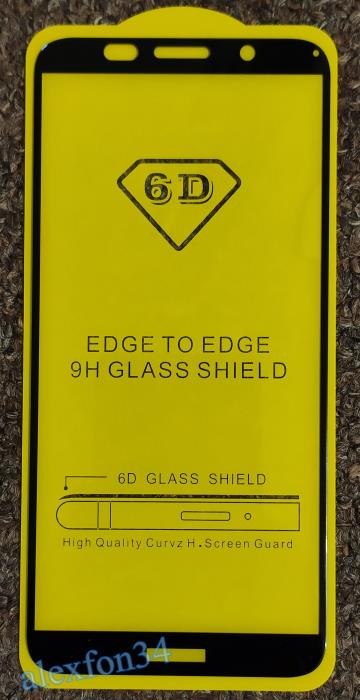 6D
EDGE TO EDGE
9H GLASS SHIELD
6D GLASS SHIELD
High Quality Curvz H.Screen Guard
alexfon34